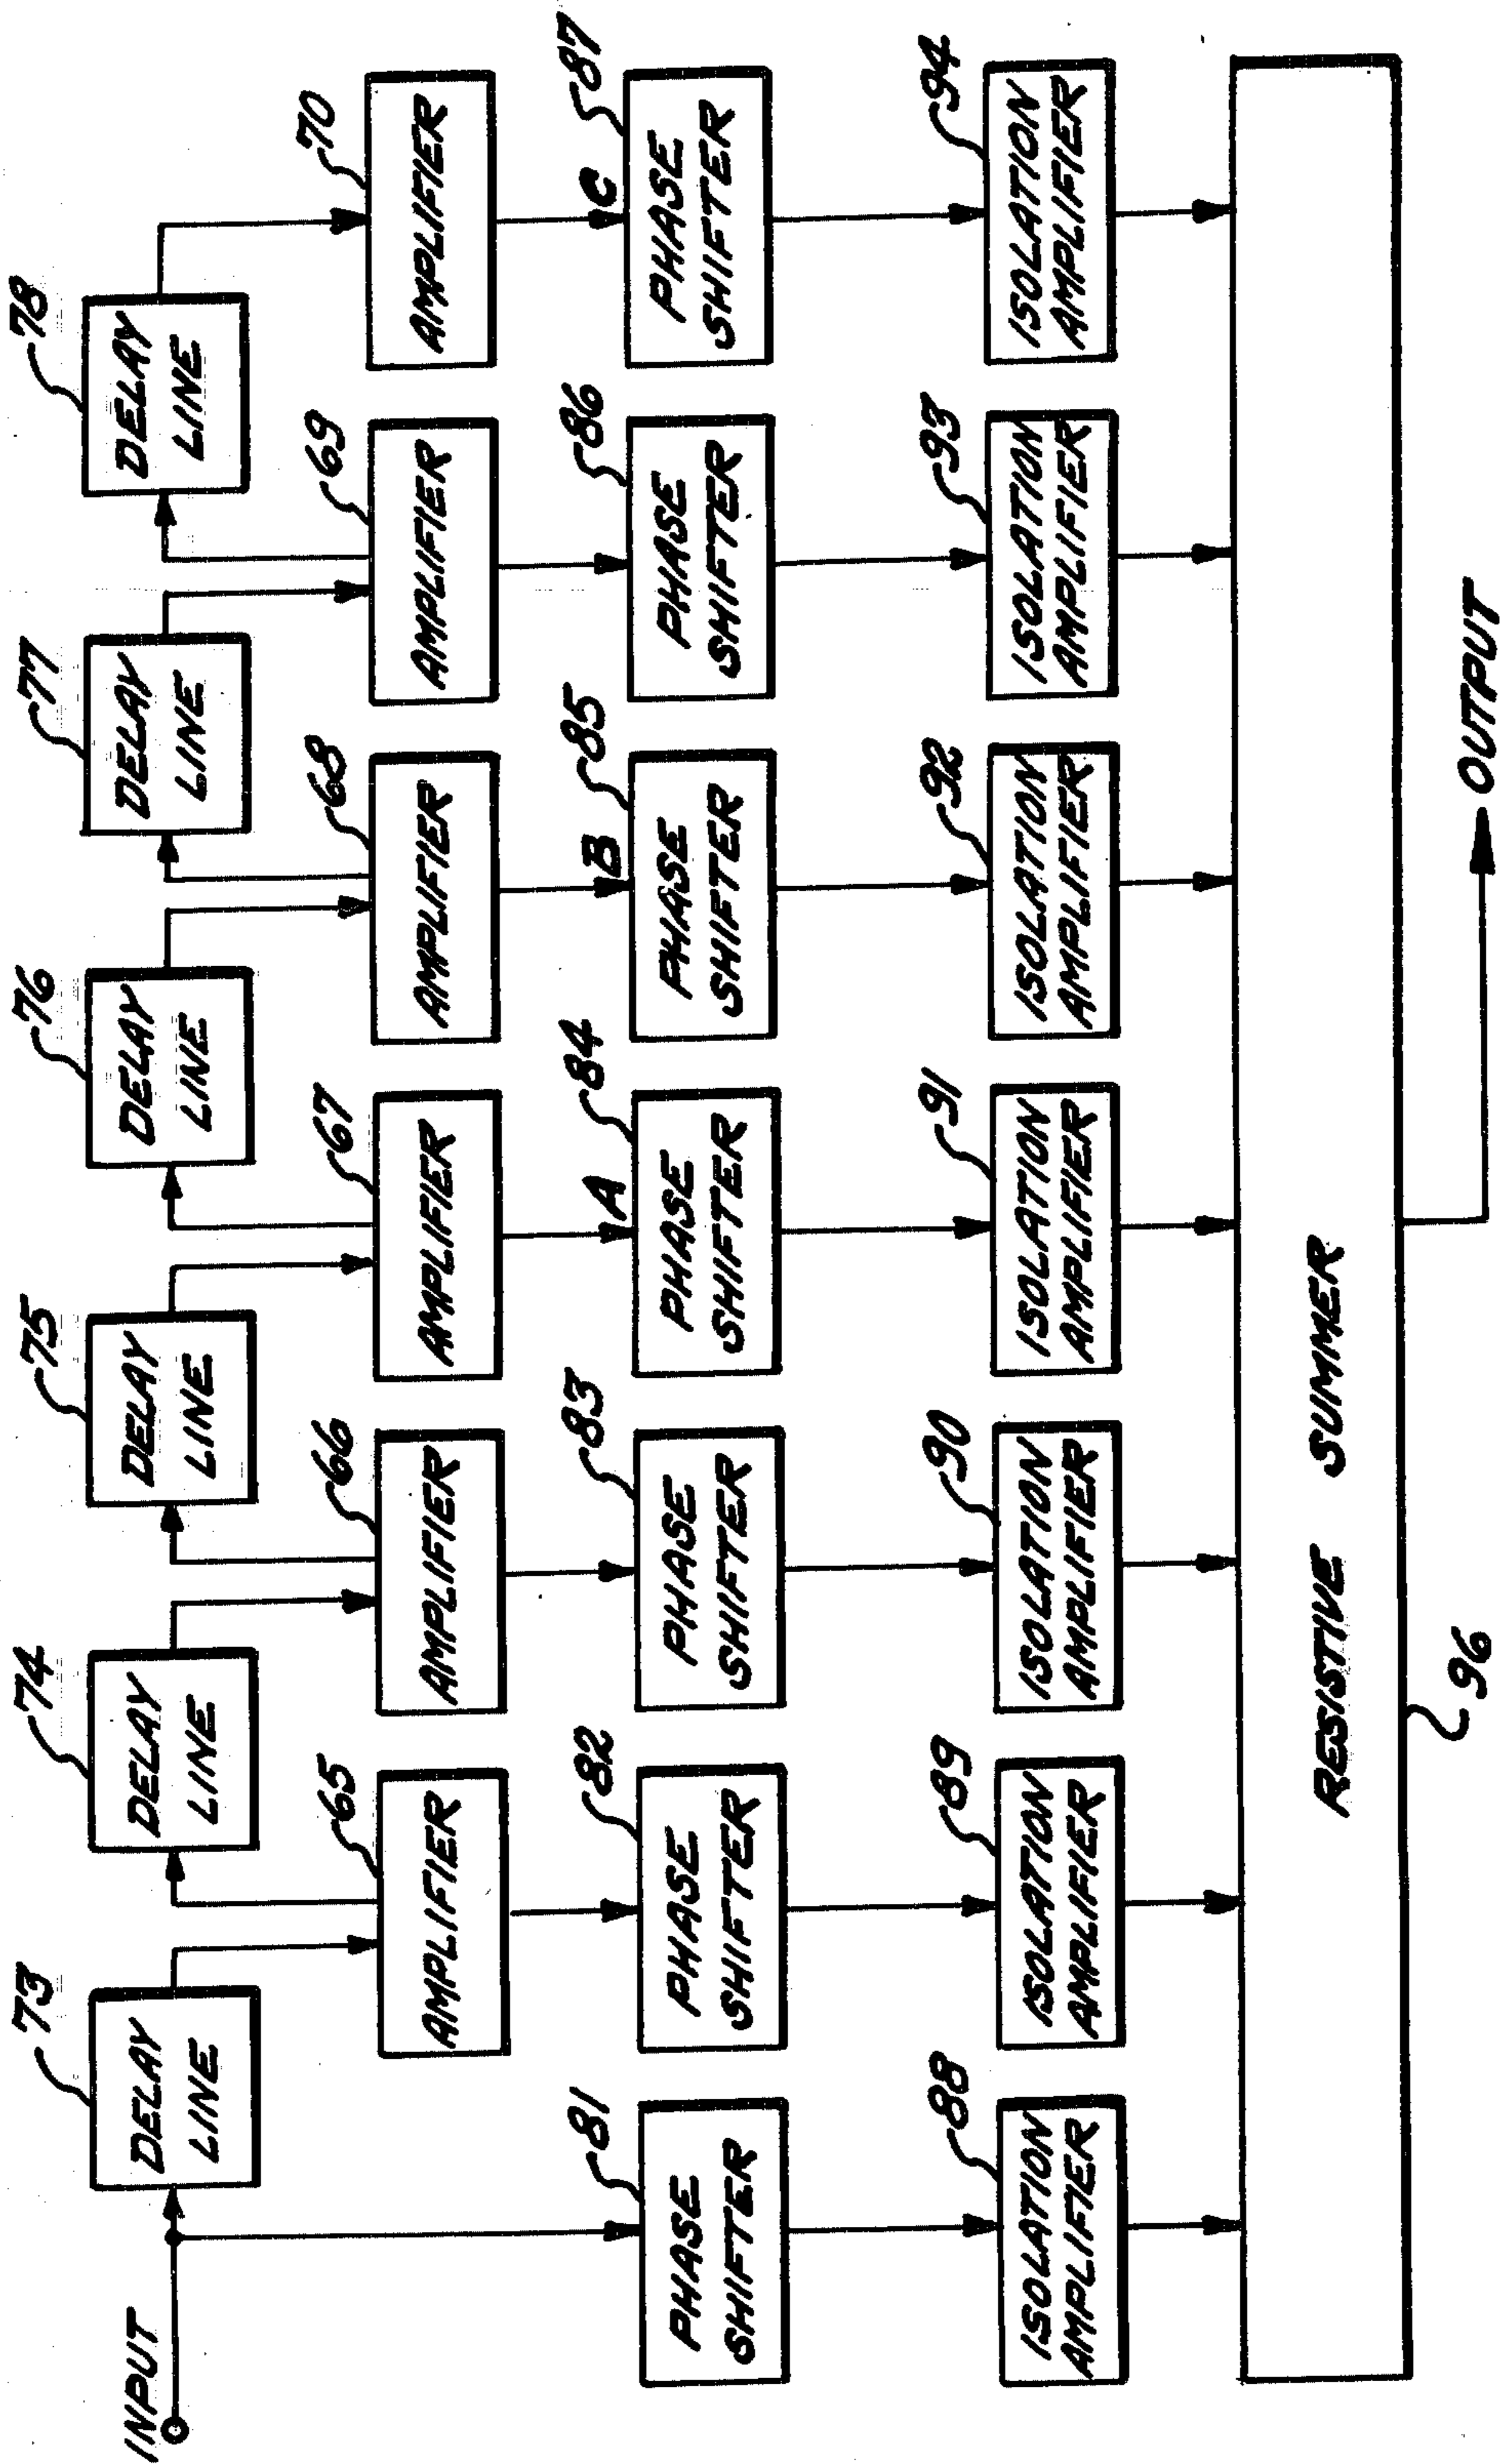 73
74
75
76
77
78
INPUT
DELAY
LINE
DELAY
LINE
DELAY
LINE
DELAY
LINE
DELAY
LINE
DELAY
LINE
65
66
67
68
69
70
AMPLIFIER
AMPLIFIER
AMPLIFIER
AMPLIFIER
AMPLIFIER
AMPLIFIER
81
82
83
A
84
B
85
86
C
87
PHASE
SHIFTER
PHASE
SHIFTER
PHASE
SHIFTER
PHASE
SHIFTER
PHASE
SHIFTER
PHASE
SHIFTER
PHASE
SHIFTER
88
89
90
91
92
93
94
ISOLATION
AMPLIFIER
ISOLATION
AMPLIFIER
ISOLATION
AMPLIFIER
ISOLATION
AMPLIFIER
ISOLATION
AMPLIFIER
ISOLATION
AMPLIFIER
ISOLATION
AMPLIFIER
RESISTIVE SUMMER
96
OUTPUT